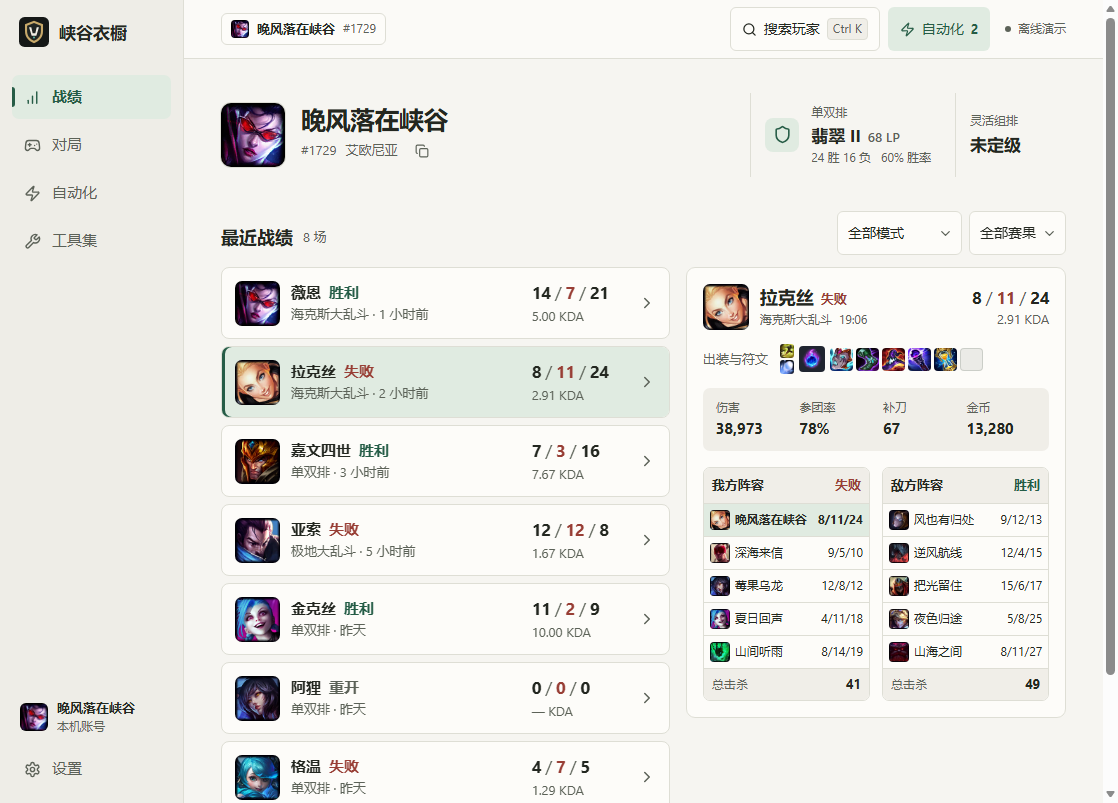 峡谷衣橱
晚风落在峡谷 #1729
搜索玩家 Ctrl K
自动化 2
离线演示
战绩
对局
自动化
工具集
晚风落在峡谷
#1729 艾欧尼亚
单双排
翡翠 II 68 LP
24 胜 16 负 60% 胜率
灵活组排
未定级
最近战绩 8 场
全部模式
全部赛果
薇恩 胜利
海克斯大乱斗 · 1 小时前
14 / 7 / 21
5.00 KDA
拉克丝 失败
海克斯大乱斗 · 2 小时前
8 / 11 / 24
2.91 KDA
嘉文四世 胜利
单双排 · 3 小时前
7 / 3 / 16
7.67 KDA
亚索 失败
极地大乱斗 · 5 小时前
12 / 12 / 8
1.67 KDA
金克丝 胜利
单双排 · 昨天
11 / 2 / 9
10.00 KDA
阿狸 重开
单双排 · 昨天
0 / 0 / 0
— KDA
格温 失败
单双排 · 昨天
4 / 7 / 5
1.29 KDA
拉克丝 失败
海克斯大乱斗 19:06
8 / 11 / 24
2.91 KDA
出装与符文
伤害 参团率 补刀 金币
38,973 78% 67 13,280
我方阵容 失败
晚风落在峡谷 8/11/24
深海来信 9/5/10
莓果乌龙 12/8/12
夏日回声 4/11/18
山间听雨 8/14/19
总击杀 41
敌方阵容 胜利
风也有归处 9/12/13
逆风航线 12/4/15
把光留住 15/6/17
夜色归途 5/8/25
山海之间 8/11/27
总击杀 49
晚风落在峡谷
本机账号
设置